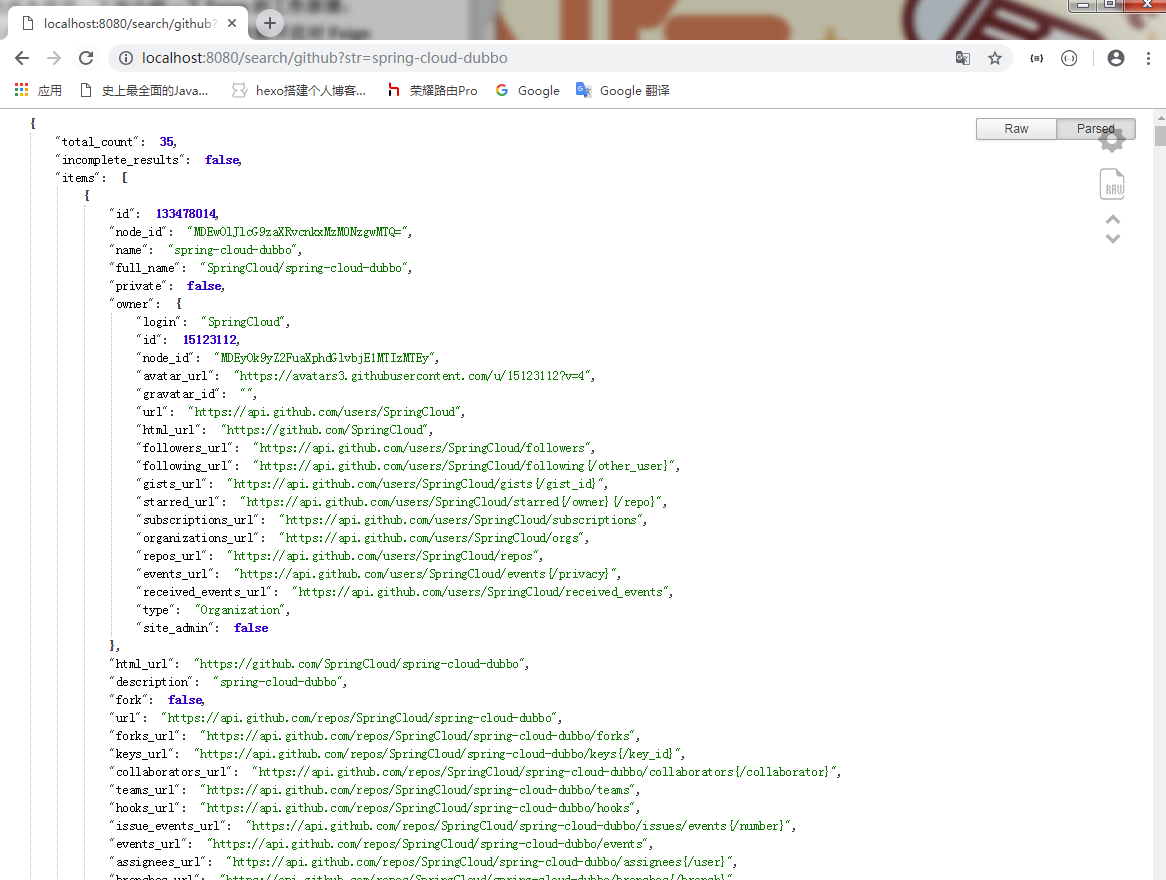 localhost:8080/search/github?
localhost:8080/search/github?str=spring-cloud-dubbo
应用 史上最全面的Java... hexo搭建个人博客... 荣耀路由Pro Google Google 翻译
Raw Parsed
RAW
{
"total_count": 35,
"incomplete_results": false,
"items": [
{
"id": 133478014,
"node_id": "MDEwOlJlcG9zaXRvcnkxMzM0NzgwMTQ=",
"name": "spring-cloud-dubbo",
"full_name": "SpringCloud/spring-cloud-dubbo",
"private": false,
"owner": {
"login": "SpringCloud",
"id": 15123112,
"node_id": "MDEyOk9yZ2FuaXphdGlvbjE1MTIzMTEy",
"avatar_url": "https://avatars3.githubusercontent.com/u/15123112?v=4",
"gravatar_id": "",
"url": "https://api.github.com/users/SpringCloud",
"html_url": "https://github.com/SpringCloud",
"followers_url": "https://api.github.com/users/SpringCloud/followers",
"following_url": "https://api.github.com/users/SpringCloud/following{/other_user}",
"gists_url": "https://api.github.com/users/SpringCloud/gists{/gist_id}",
"starred_url": "https://api.github.com/users/SpringCloud/starred{/owner}{/repo}",
"subscriptions_url": "https://api.github.com/users/SpringCloud/subscriptions",
"organizations_url": "https://api.github.com/users/SpringCloud/orgs",
"repos_url": "https://api.github.com/users/SpringCloud/repos",
"events_url": "https://api.github.com/users/SpringCloud/events{/privacy}",
"received_events_url": "https://api.github.com/users/SpringCloud/received_events",
"type": "Organization",
"site_admin": false
},
"html_url": "https://github.com/SpringCloud/spring-cloud-dubbo",
"description": "spring-cloud-dubbo",
"fork": false,
"url": "https://api.github.com/repos/SpringCloud/spring-cloud-dubbo",
"forks_url": "https://api.github.com/repos/SpringCloud/spring-cloud-dubbo/forks",
"keys_url": "https://api.github.com/repos/SpringCloud/spring-cloud-dubbo/keys{/key_id}",
"collaborators_url": "https://api.github.com/repos/SpringCloud/spring-cloud-dubbo/collaborators{/collaborator}",
"teams_url": "https://api.github.com/repos/SpringCloud/spring-cloud-dubbo/teams",
"hooks_url": "https://api.github.com/repos/SpringCloud/spring-cloud-dubbo/hooks",
"issue_events_url": "https://api.github.com/repos/SpringCloud/spring-cloud-dubbo/issues/events{/number}",
"events_url": "https://api.github.com/repos/SpringCloud/spring-cloud-dubbo/events",
"assignees_url": "https://api.github.com/repos/SpringCloud/spring-cloud-dubbo/assignees{/user}",
"branches_url": "https://api.github.com/repos/SpringCloud/spring-cloud-dubbo/branches{/branch}"